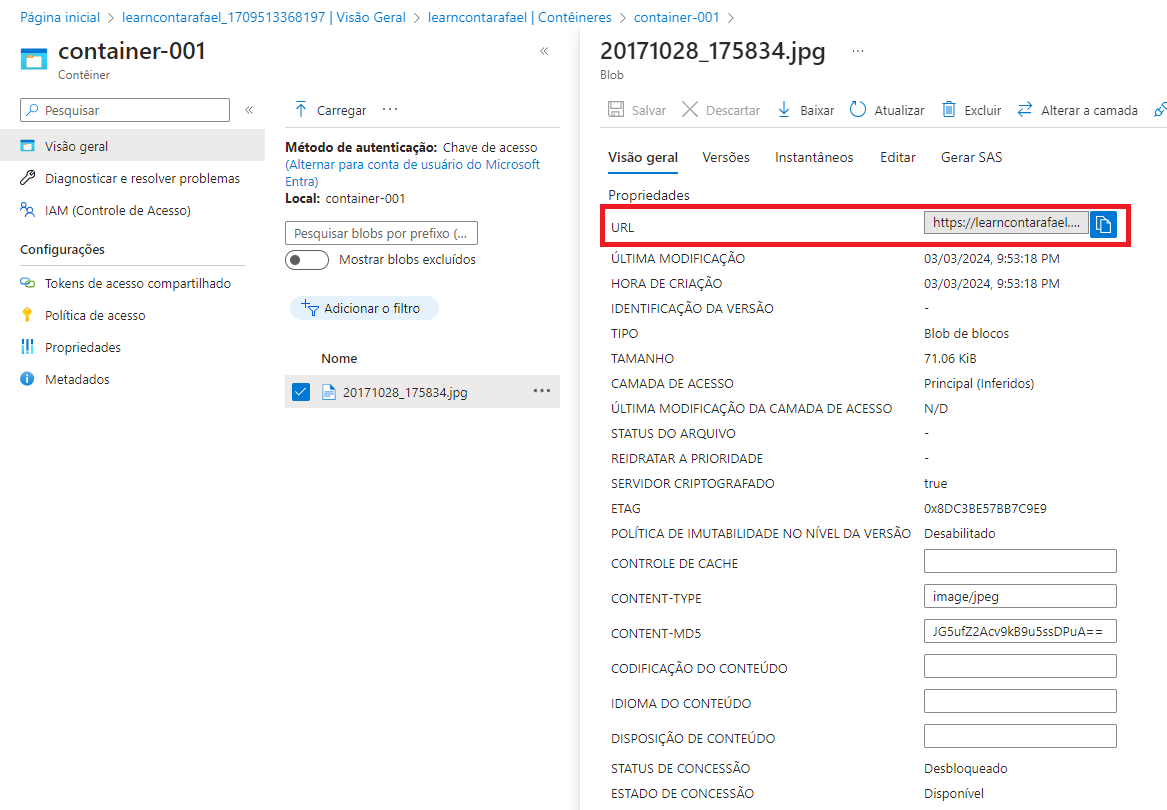 Página inicial > learncontarafael_1709513368197 | Visão Geral > learncontarafael | Contêineres > container-001 >
container-001
Contêiner
«
Pesquisar
«
Visão geral
Diagnosticar e resolver problemas
IAM (Controle de Acesso)
Configurações
Tokens de acesso compartilhado
Política de acesso
Propriedades
Metadados
Carregar ...
Método de autenticação: Chave de acesso
(Alternar para conta de usuário do Microsoft
Entra)
Local: container-001
Pesquisar blobs por prefixo (...
Mostrar blobs excluídos
Adicionar o filtro
Nome
20171028_175834.jpg ...
20171028_175834.jpg ...
Blob
Salvar Descartar Baixar Atualizar Excluir Alterar a camada
Visão geral Versões Instantâneos Editar Gerar SAS
Propriedades
URL https://learncontarafael....
ÚLTIMA MODIFICAÇÃO 03/03/2024, 9:53:18 PM
HORA DE CRIAÇÃO 03/03/2024, 9:53:18 PM
IDENTIFICAÇÃO DA VERSÃO -
TIPO Blob de blocos
TAMANHO 71.06 KiB
CAMADA DE ACESSO Principal (Inferidos)
ÚLTIMA MODIFICAÇÃO DA CAMADA DE ACESSO N/D
STATUS DO ARQUIVO -
REIDRATAR A PRIORIDADE -
SERVIDOR CRIPTOGRAFADO true
ETAG 0x8DC3BE57BB7C9E9
POLÍTICA DE IMUTABILIDADE NO NÍVEL DA VERSÃO Desabilitado
CONTROLE DE CACHE
CONTENT-TYPE image/jpeg
CONTENT-MD5 JG5ufZ2Acv9kB9u5ssDPuA==
CODIFICAÇÃO DO CONTEÚDO
IDIOMA DO CONTEÚDO
DISPOSIÇÃO DE CONTEÚDO
STATUS DE CONCESSÃO Desbloqueado
ESTADO DE CONCESSÃO Disponível